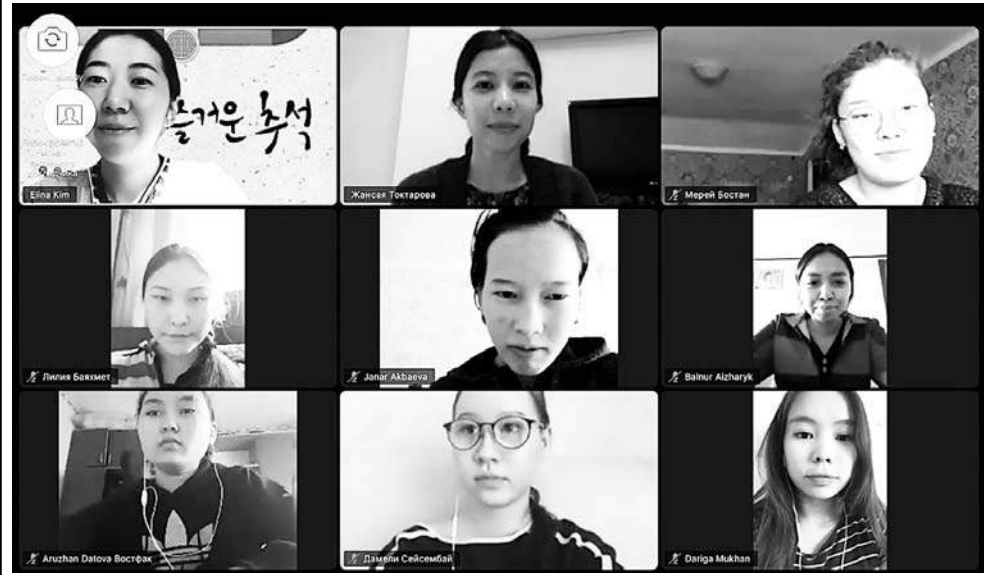 즐거운 추석
Elina Kim
Жансая Токтарова
Мерей Бостан
Лилия Баяхмет
Janar Akbaeva
Balnur Aizharyk
Aruzhan Datova Востфак
Дамели Сейсембай
Dariga Mukhan